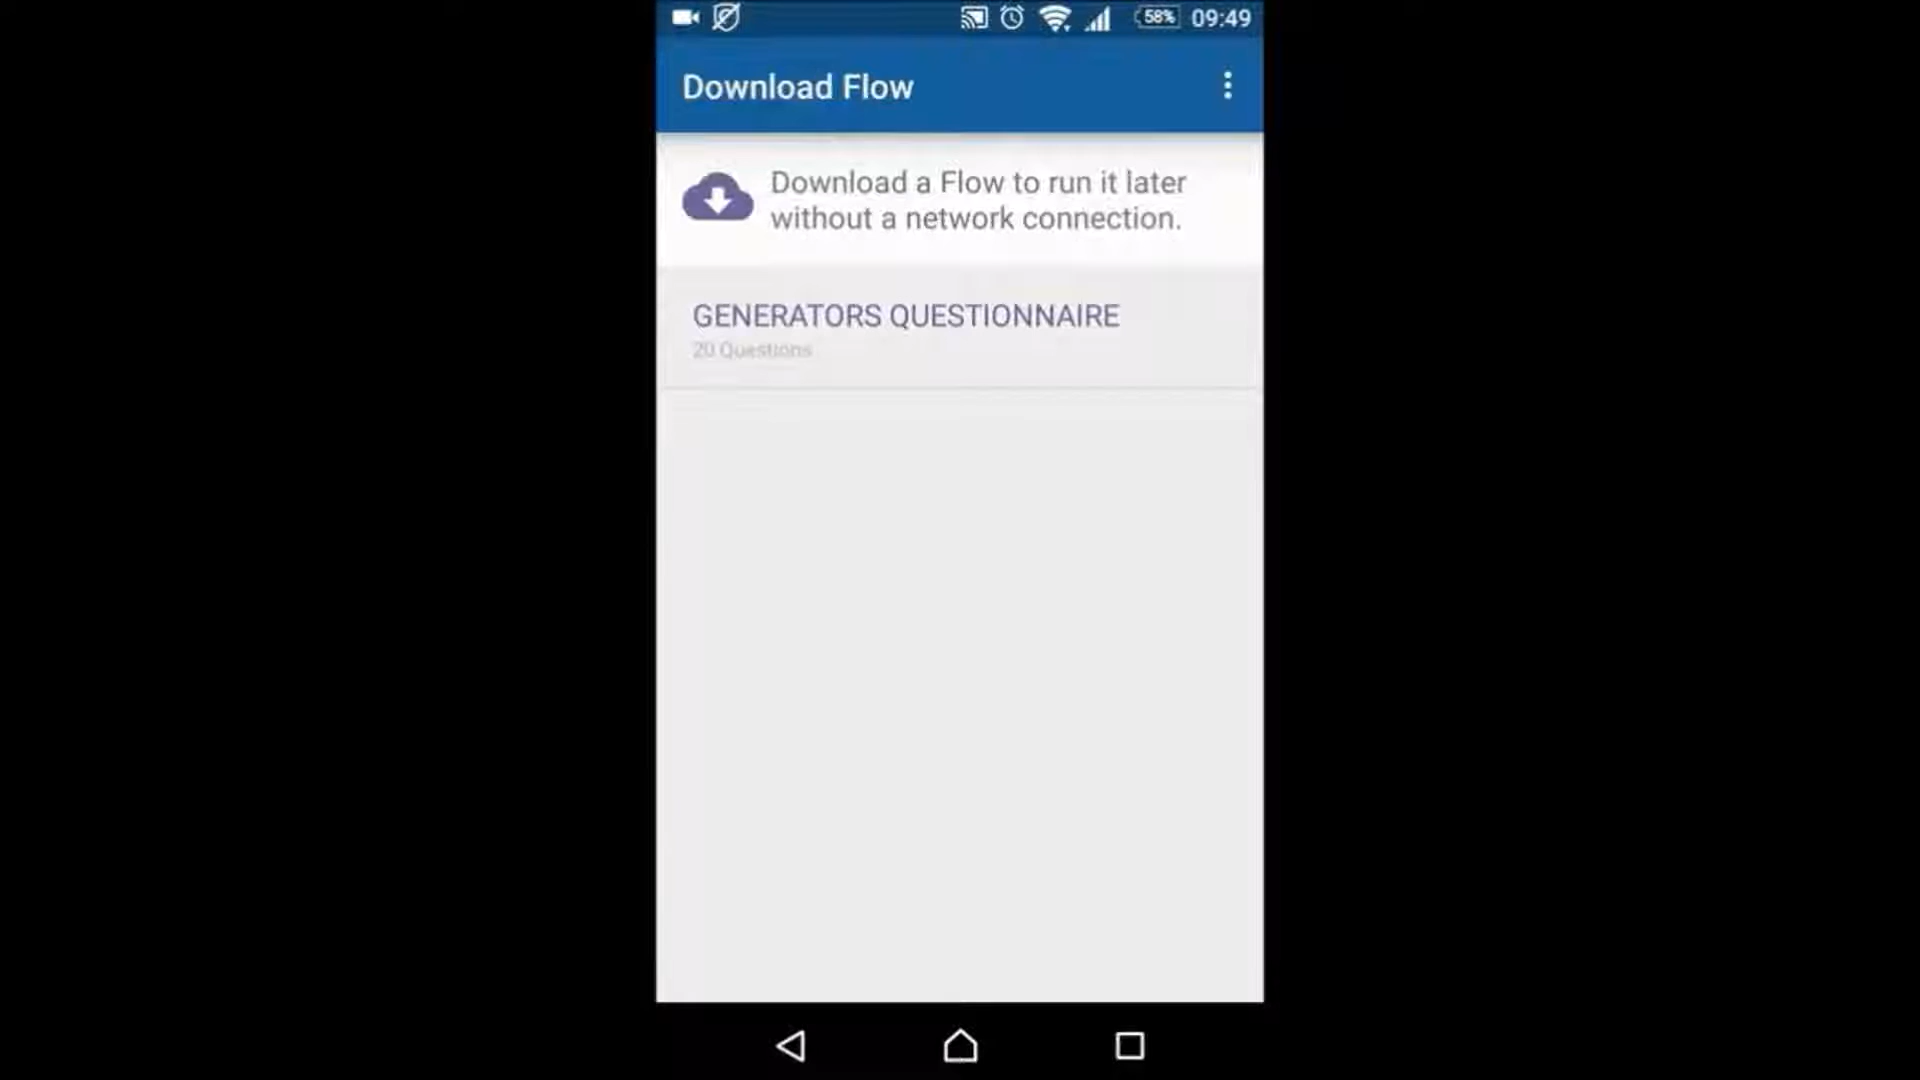 58% 09:49
Download Flow
Download a Flow to run it later
without a network connection.
GENERATORS QUESTIONNAIRE
20 Questions